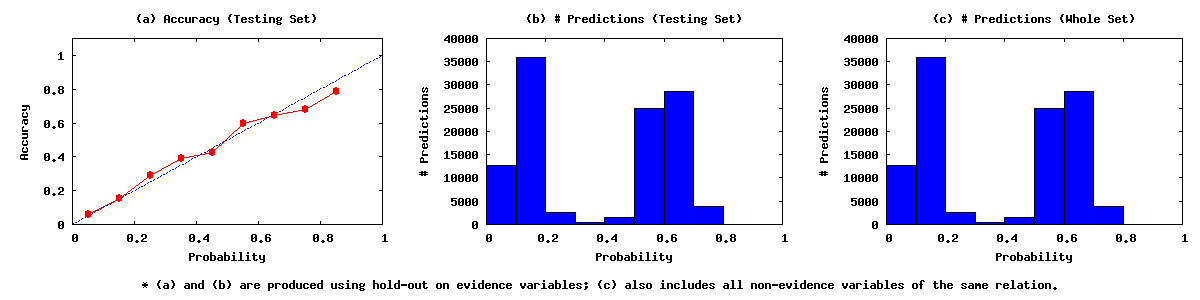 (a) Accuracy (Testing Set)
(b) # Predictions (Testing Set)
(c) # Predictions (Whole Set)
Accuracy
1
0.8
0.6
0.4
0.2
0
0 0.2 0.4 0.6 0.8 1
Probability
# Predictions
40000
35000
30000
25000
20000
15000
10000
5000
0
0 0.2 0.4 0.6 0.8 1
Probability
# Predictions
40000
35000
30000
25000
20000
15000
10000
5000
0
0 0.2 0.4 0.6 0.8 1
Probability
* (a) and (b) are produced using hold-out on evidence variables; (c) also includes all non-evidence variables of the same relation.